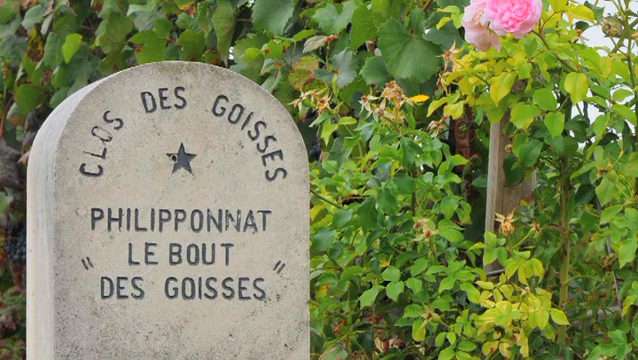 CLOS DES GOISSES
PHILIPPONNAT
" LE BOUT
DES GOISSES "